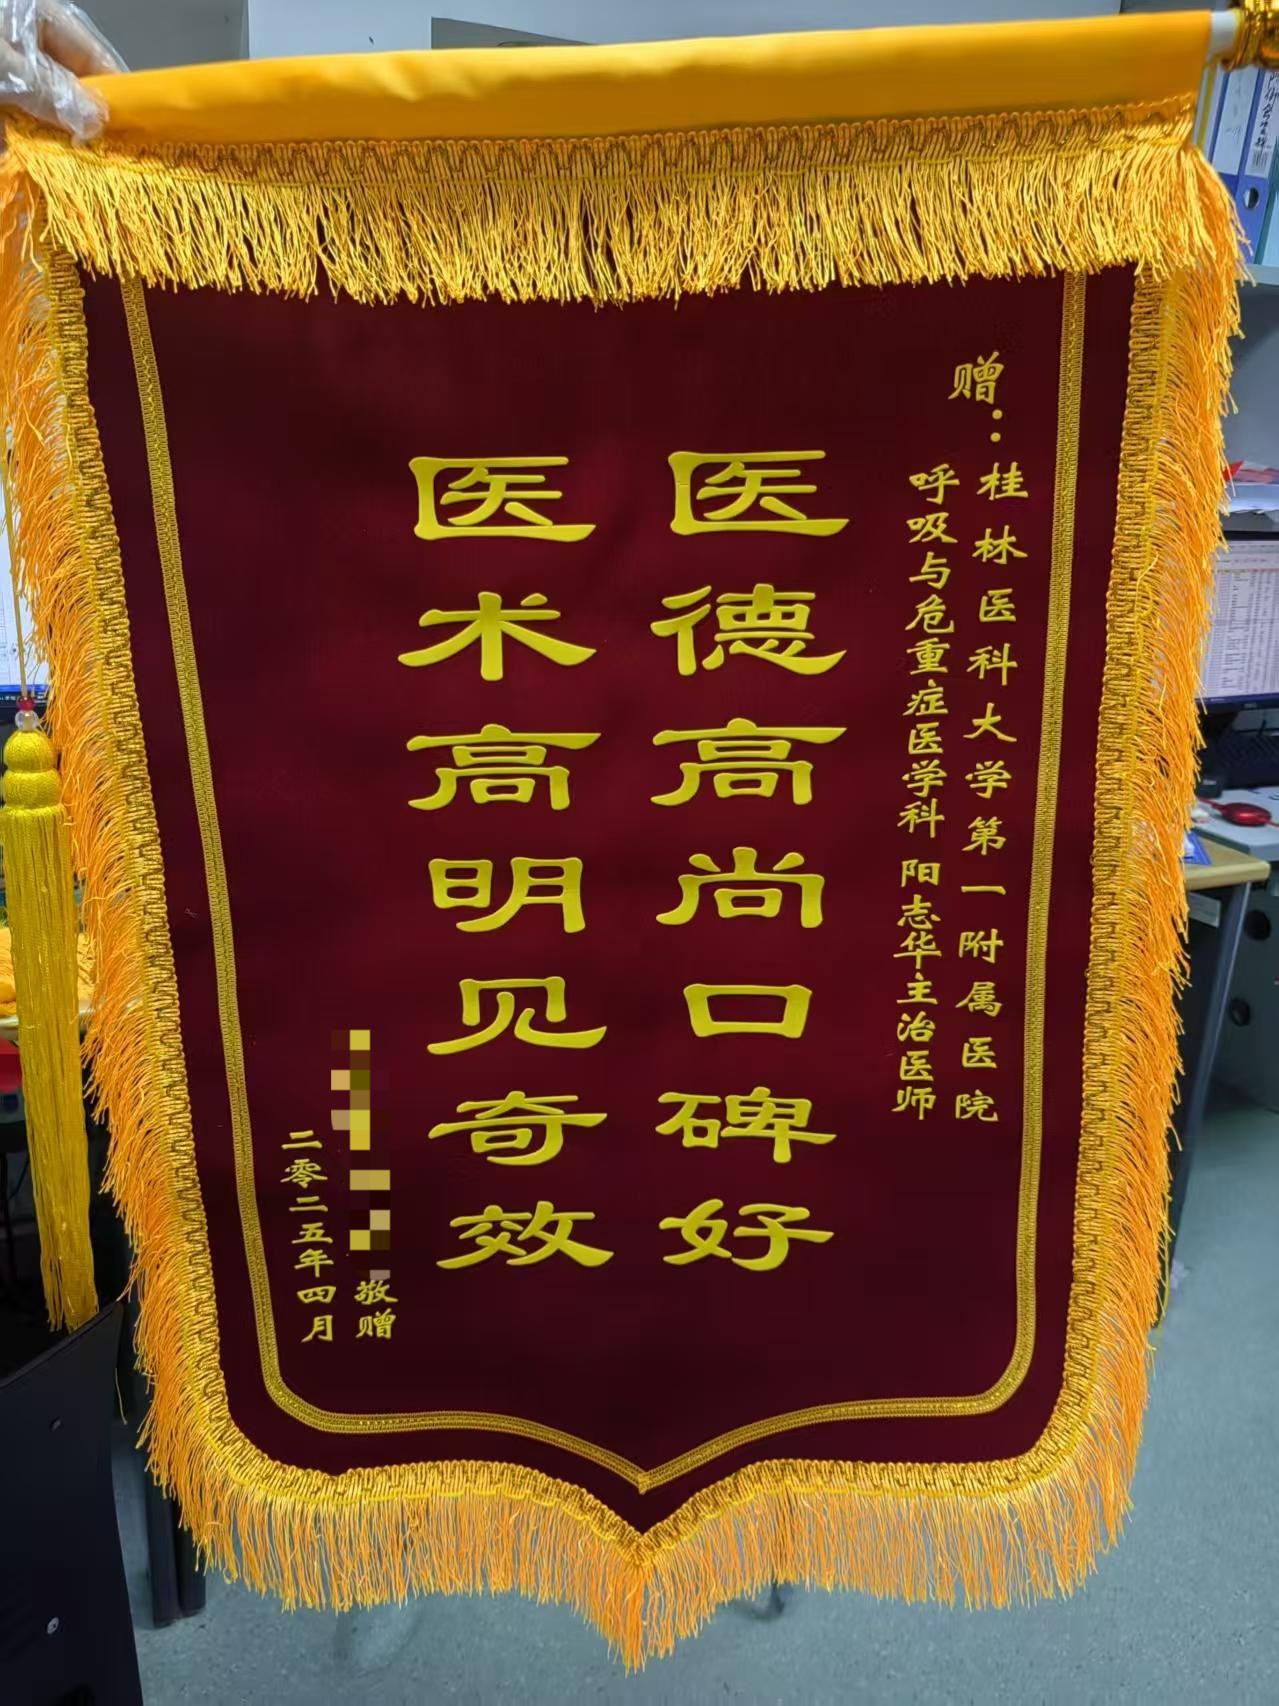 赠：桂林医科大学第一附属医院
呼吸与危重症医学科 阳志华主治医师
医德高尚口碑好
医术高明见奇效
敬赠
二零二五年四月